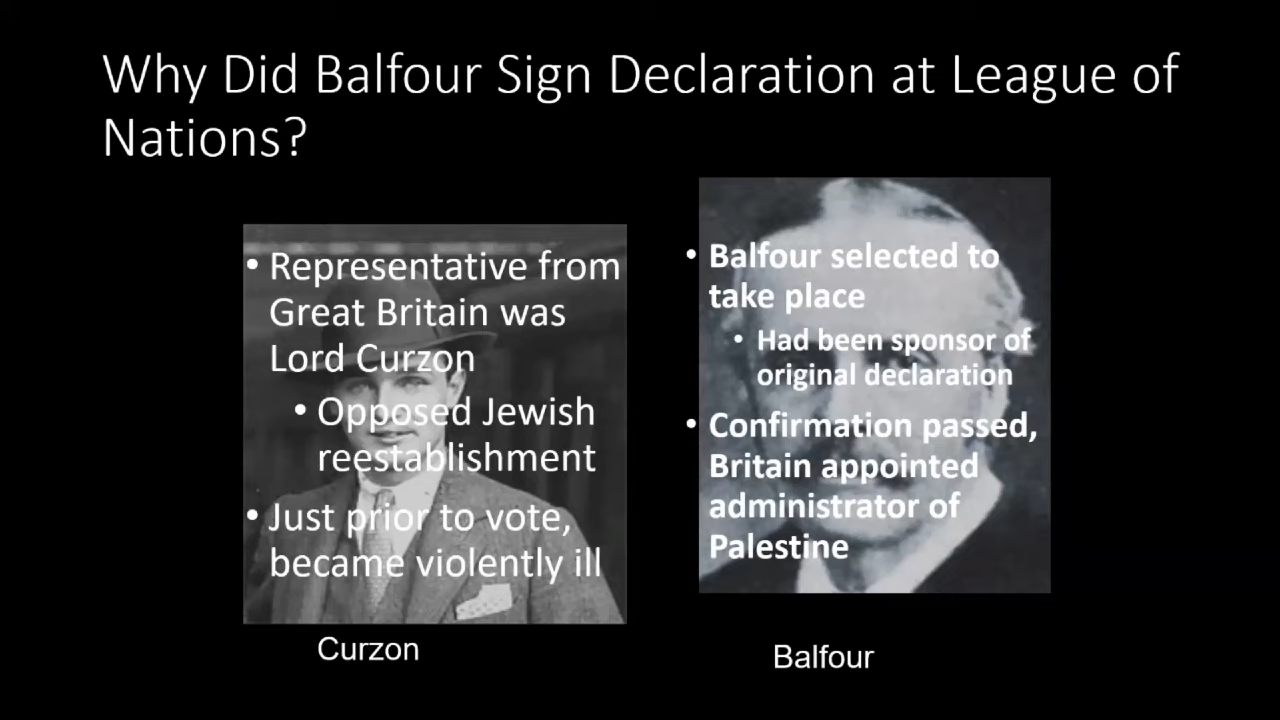 Why Did Balfour Sign Declaration at League of
Nations?
• Representative from
Great Britain was
Lord Curzon
• Opposed Jewish
reestablishment
• Just prior to vote,
became violently ill
Curzon
• Balfour selected to
take place
• Had been sponsor of
original declaration
• Confirmation passed,
Britain appointed
administrator of
Palestine
Balfour